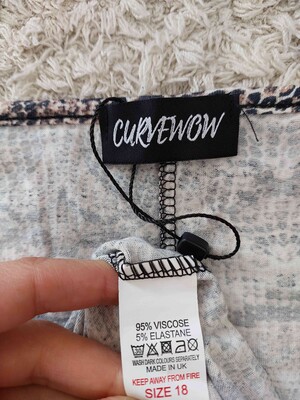 CURVEWOW
95% VISCOSE
5% ELASTANE
WASH DARK COLOURS SEPARATELY
MADE IN UK
KEEP AWAY FROM FIRE
SIZE 18